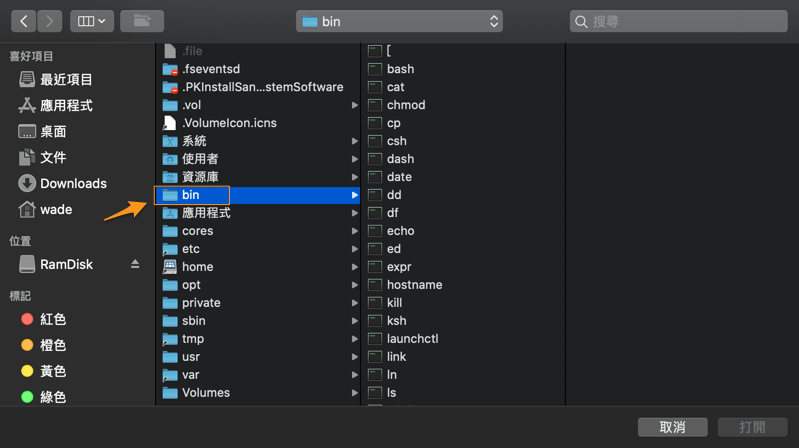 bin
搜尋
喜好項目
最近項目
應用程式
桌面
文件
Downloads
wade
位置
RamDisk
標記
紅色
橙色
黃色
綠色
.file
.fseventsd
.PKInstallSan...stemSoftware
.vol
.VolumeIcon.icns
系統
使用者
資源庫
bin
應用程式
cores
etc
home
opt
private
sbin
tmp
usr
var
Volumes
[
bash
cat
chmod
cp
csh
dash
date
dd
df
echo
ed
expr
hostname
kill
ksh
launchctl
link
ln
ls
取消
打開